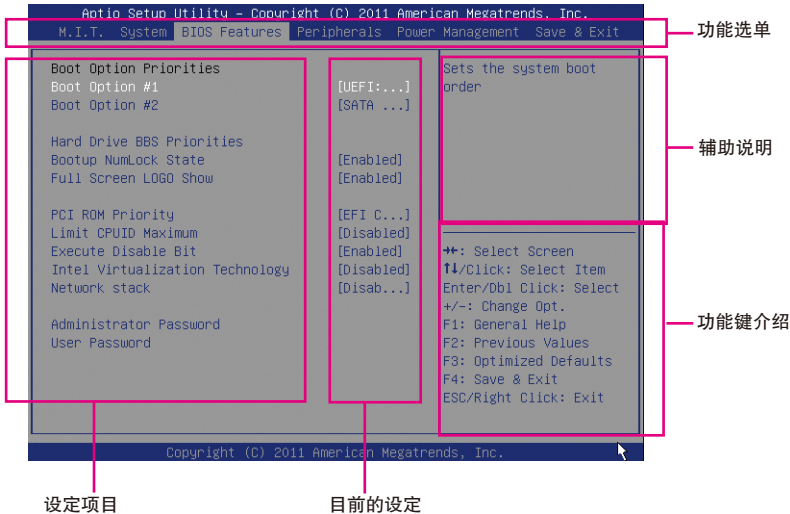 Aptio Setup Utility - Copyright (C) 2011 American Megatrends, Inc.
M.I.T. System BIOS Features Peripherals Power Management Save & Exit
功能选单
Boot Option Priorities
Boot Option #1 [UEFI:...]
Boot Option #2 [SATA ...]
Hard Drive BBS Priorities
Bootup NumLock State [Enabled]
Full Screen LOGO Show [Enabled]
PCI ROM Priority [EFI C...]
Limit CPUID Maximum [Disabled]
Execute Disable Bit [Enabled]
Intel Virtualization Technology [Disabled]
Network stack [Disab...]
Administrator Password
User Password
Sets the system boot
order
辅助说明
→←: Select Screen
↑↓/Click: Select Item
Enter/Dbl Click: Select
+/-: Change Opt.
F1: General Help
F2: Previous Values
F3: Optimized Defaults
F4: Save & Exit
ESC/Right Click: Exit
功能键介绍
Copyright (C) 2011 American Megatrends, Inc.
设定项目
目前的设定